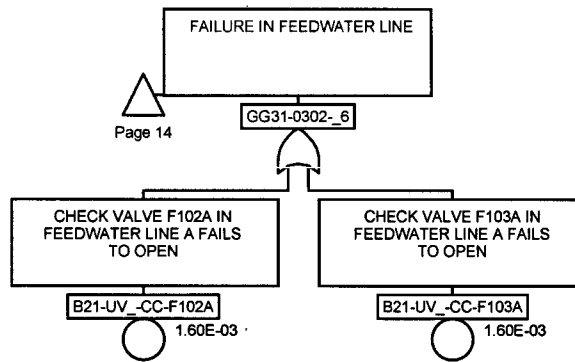 FAILURE IN FEEDWATER LINE
Page 14
GG31-0302-_6
CHECK VALVE F102A IN
FEEDWATER LINE A FAILS
TO OPEN
CHECK VALVE F103A IN
FEEDWATER LINE A FAILS
TO OPEN
B21-UV_-CC-F102A
1.60E-03
B21-UV_-CC-F103A
1.60E-03